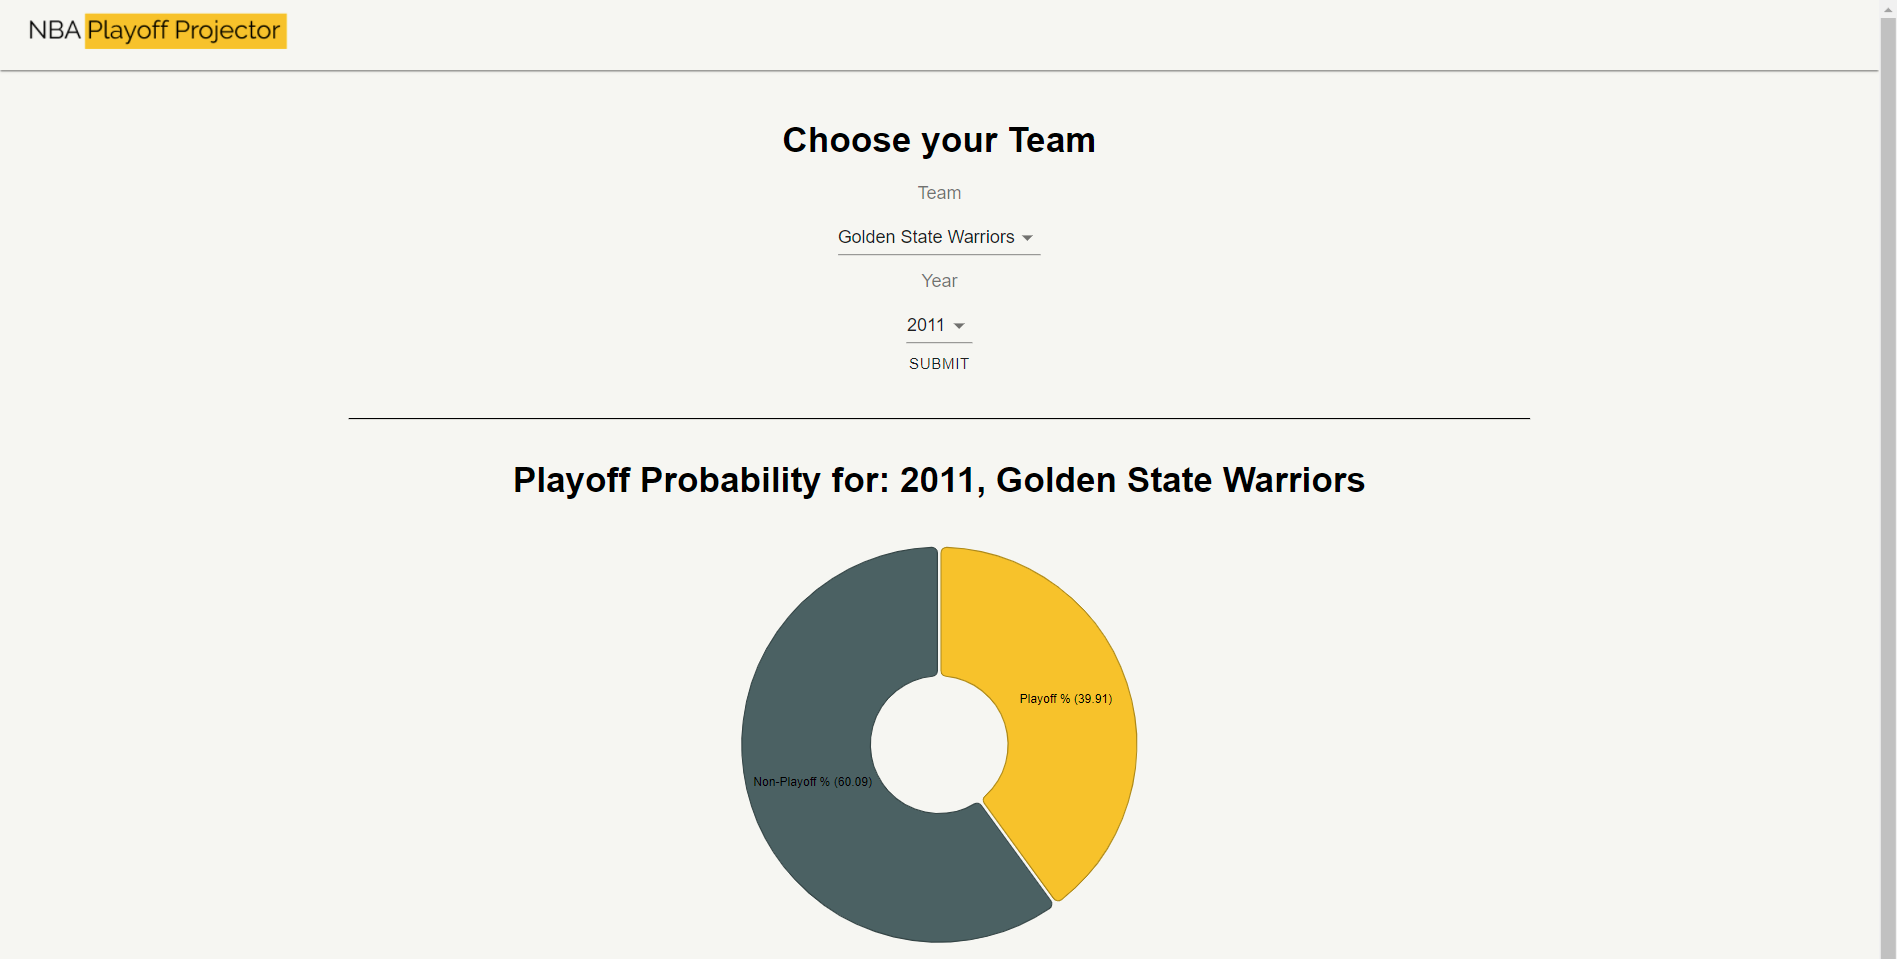 NBA Playoff Projector
Choose your Team
Team
Golden State Warriors
Year
2011
SUBMIT
Playoff Probability for: 2011, Golden State Warriors
Playoff % (39.91)
Non-Playoff % (60.09)